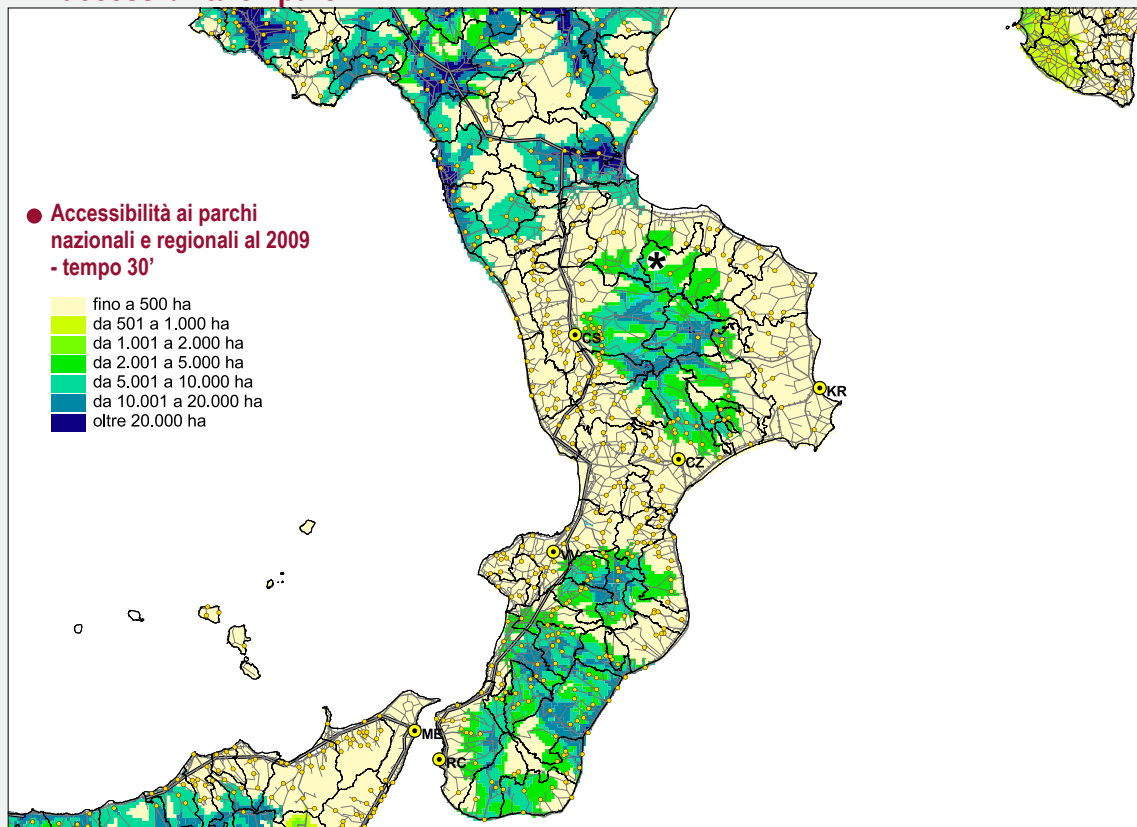 ● Accessibilità ai parchi
nazionali e regionali al 2009
- tempo 30’
fino a 500 ha
da 501 a 1.000 ha
da 1.001 a 2.000 ha
da 2.001 a 5.000 ha
da 5.001 a 10.000 ha
da 10.001 a 20.000 ha
oltre 20.000 ha
*
CS
KR
CZ
VV
ME
RC